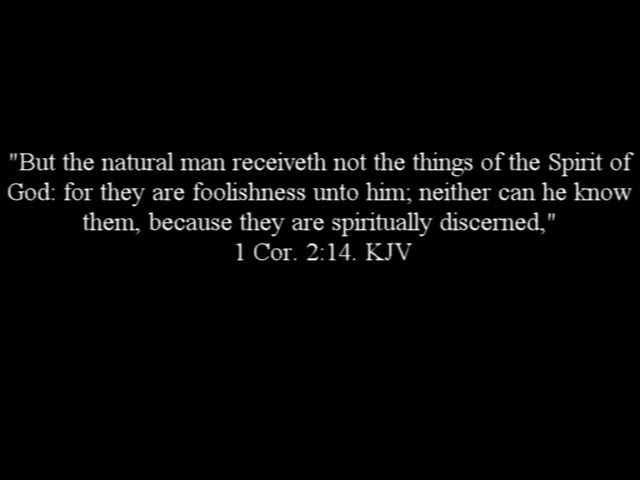 "But the natural man receiveth not the things of the Spirit of
God: for they are foolishness unto him; neither can he know
them, because they are spiritually discerned,"
1 Cor. 2:14. KJV